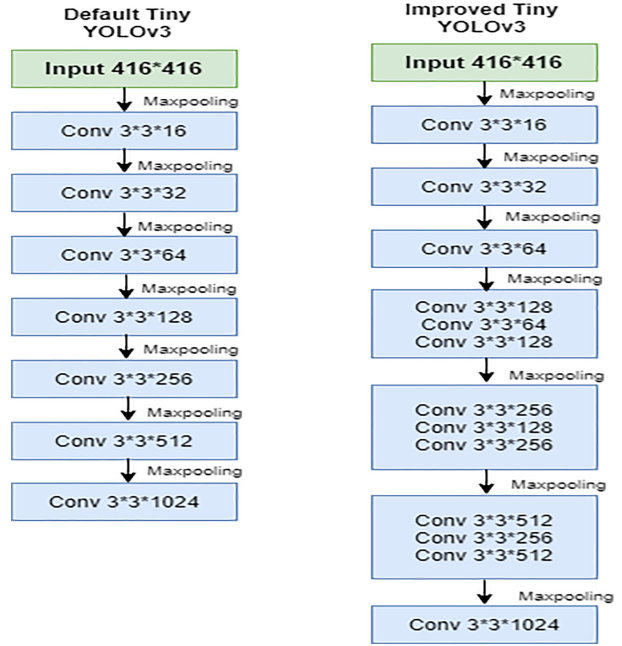 Default Tiny
YOLOv3
Input 416*416
Maxpooling
Conv 3*3*16
Maxpooling
Conv 3*3*32
Maxpooling
Conv 3*3*64
Maxpooling
Conv 3*3*128
Maxpooling
Conv 3*3*256
Maxpooling
Conv 3*3*512
Maxpooling
Conv 3*3*1024
Improved Tiny
YOLOv3
Input 416*416
Maxpooling
Conv 3*3*16
Maxpooling
Conv 3*3*32
Maxpooling
Conv 3*3*64
Maxpooling
Conv 3*3*128
Conv 3*3*64
Conv 3*3*128
Maxpooling
Conv 3*3*256
Conv 3*3*128
Conv 3*3*256
Maxpooling
Conv 3*3*512
Conv 3*3*256
Conv 3*3*512
Maxpooling
Conv 3*3*1024